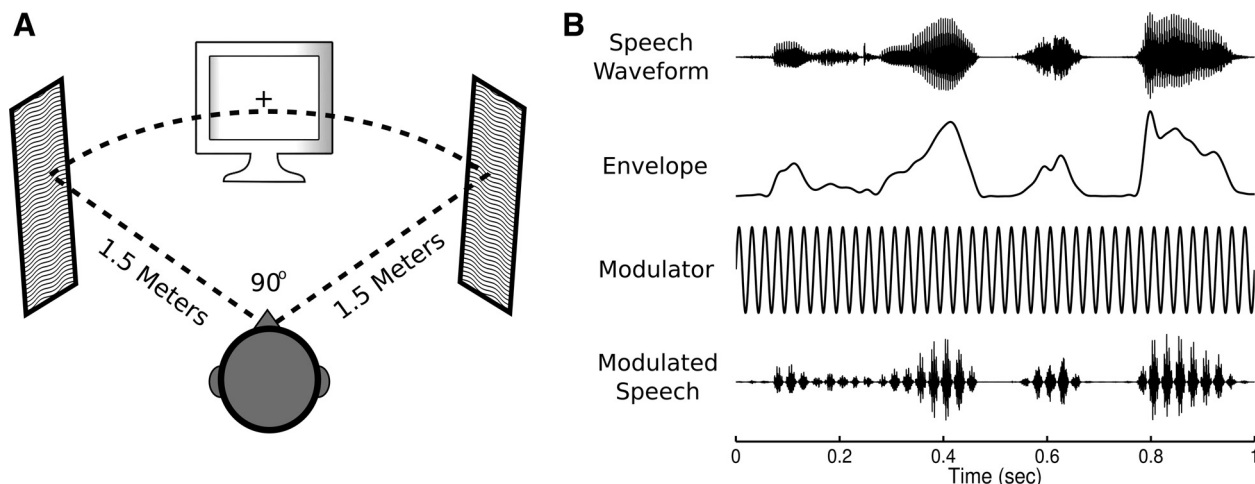 A
+
1.5 Meters
90°
1.5 Meters
B
Speech
Waveform
Envelope
Modulator
Modulated
Speech
0 0.2 0.4 0.6 0.8 1
Time (sec)